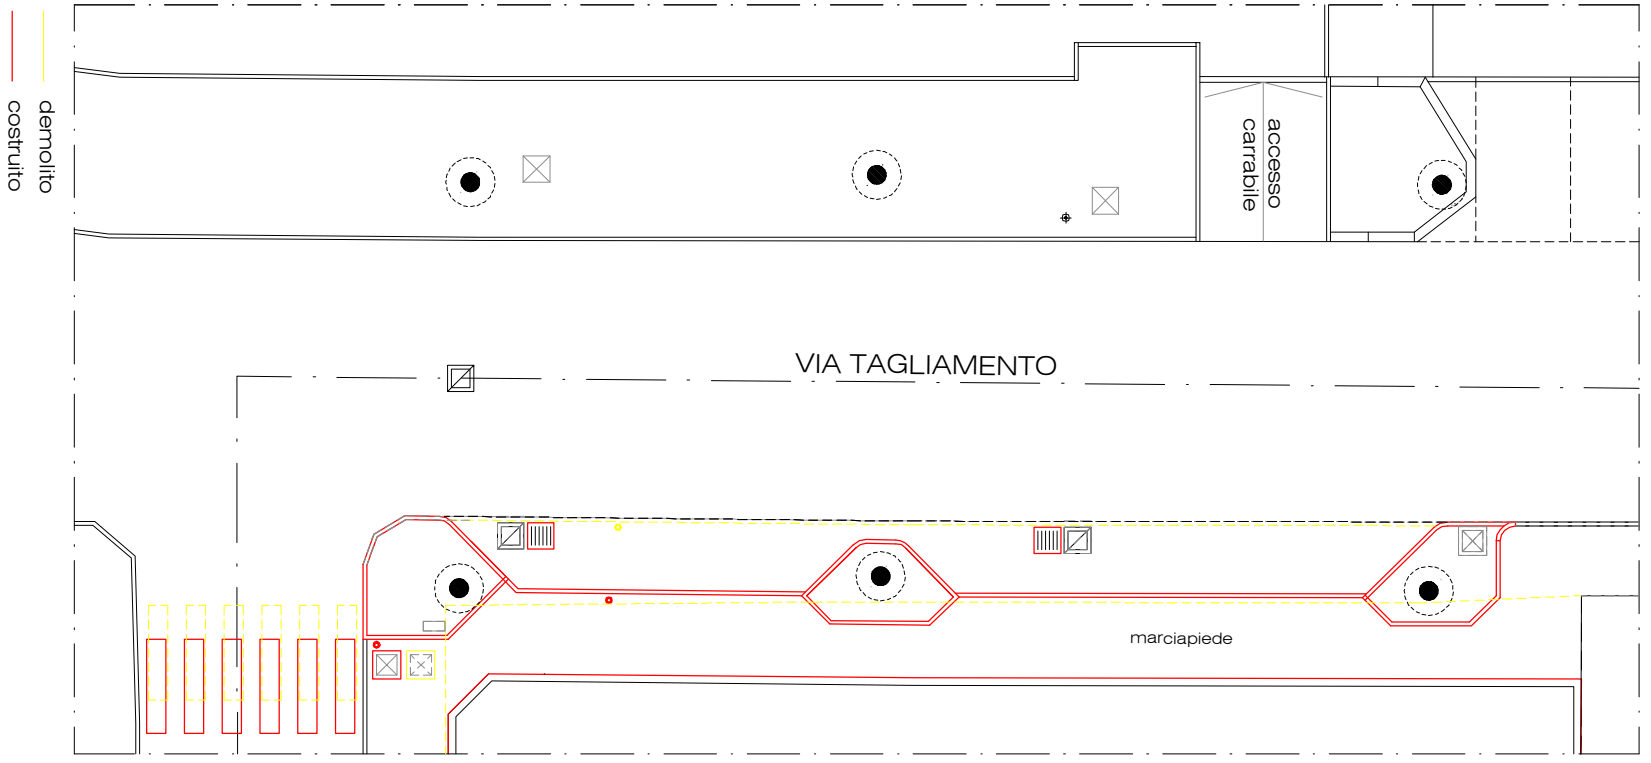 demolito
costruito
accesso
carrabile
VIA TAGLIAMENTO
marciapiede